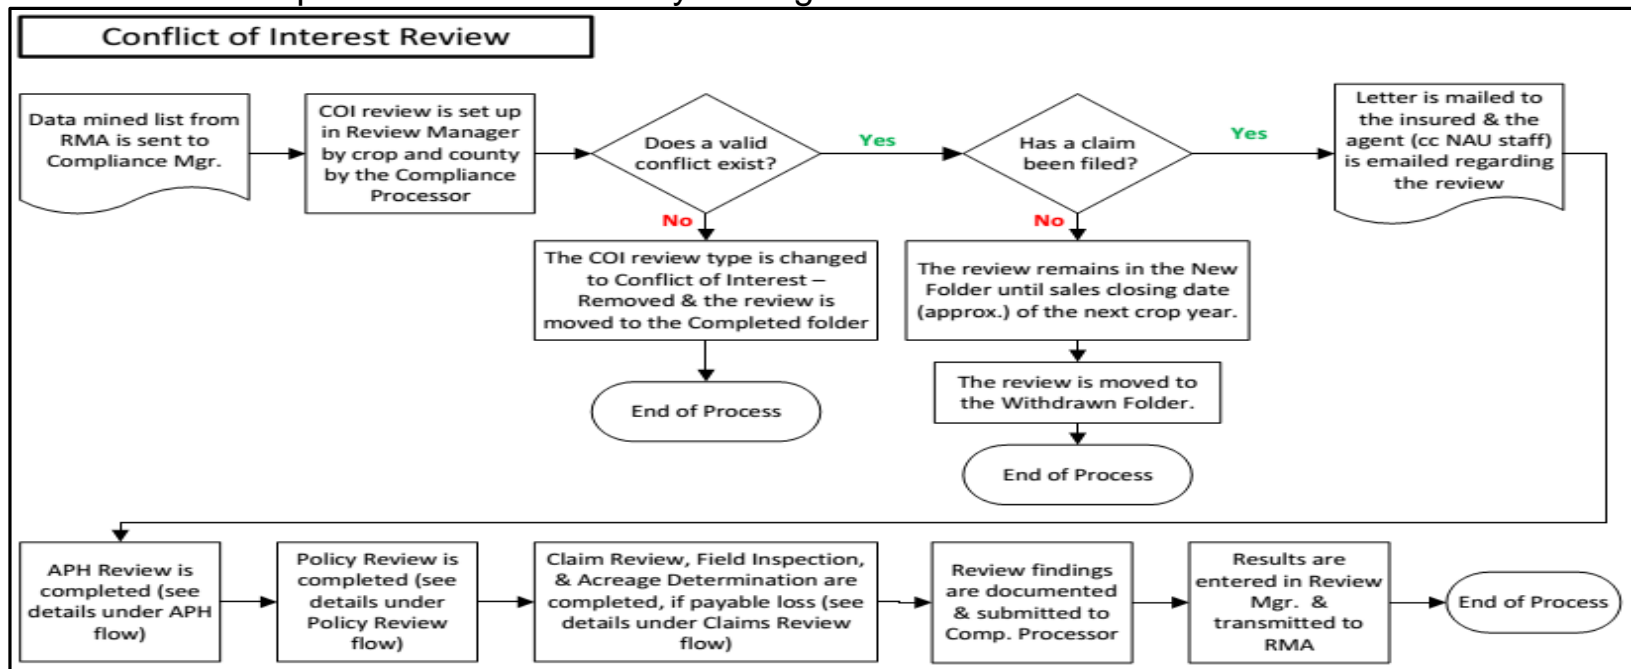 Conflict of Interest Review
Data mined list from
RMA is sent to
Compliance Mgr.
COI review is set up
in Review Manager
by crop and county
by the Compliance
Processor
Does a valid
conflict exist?
Yes
No
Has a claim
been filed?
Yes
No
Letter is mailed to
the insured & the
agent (cc NAU staff)
is emailed regarding
the review
The COI review type is changed
to Conflict of Interest –
Removed & the review is
moved to the Completed folder
End of Process
The review remains in the New
Folder until sales closing date
(approx.) of the next crop year.
The review is moved to
the Withdrawn Folder.
End of Process
APH Review is
completed (see
details under APH
flow)
Policy Review is
completed (see
details under
Policy Review
flow)
Claim Review, Field Inspection,
& Acreage Determination are
completed, if payable loss (see
details under Claims Review
flow)
Review findings
are documented
& submitted to
Comp. Processor
Results are
entered in Review
Mgr. &
transmitted to
RMA
End of Process